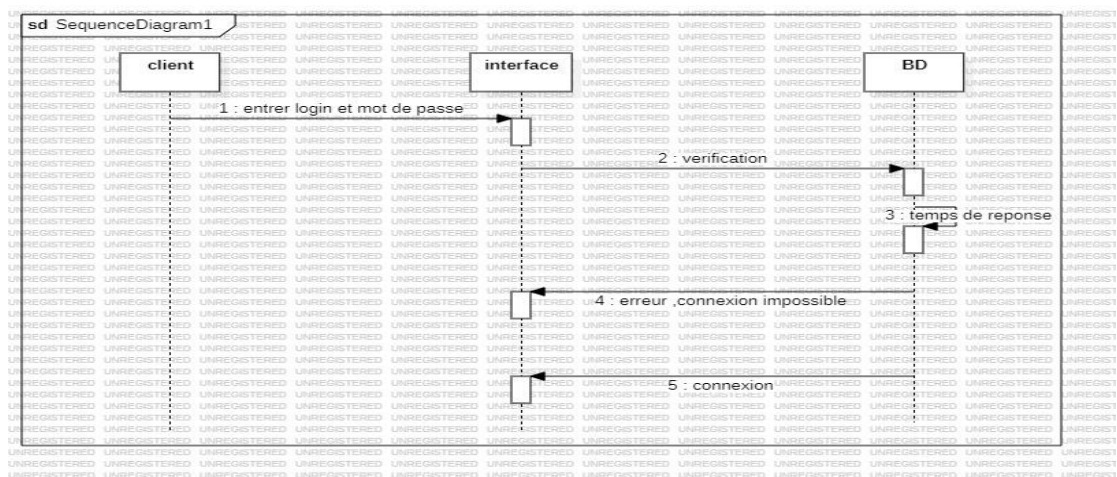 sd SequenceDiagram1
client
interface
BD
1 : entrer login et mot de passe
2 : verification
3 : temps de reponse
4 : erreur ,connexion impossible
5 : connexion
UNREGISTERED